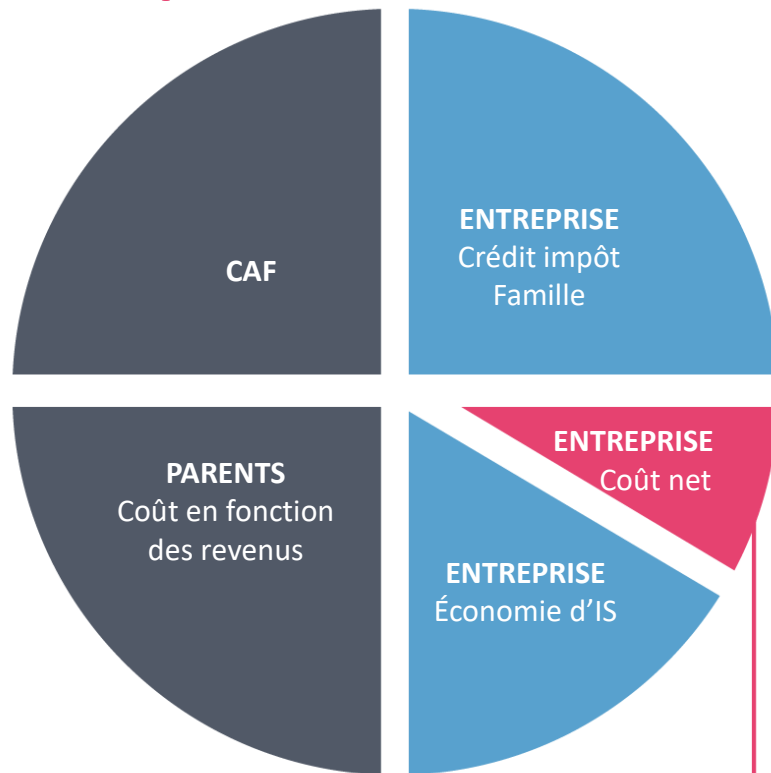 CAF
ENTREPRISE
Crédit impôt
Famille
ENTREPRISE
Coût net
PARENTS
Coût en fonction
des revenus
ENTREPRISE
Économie d’IS